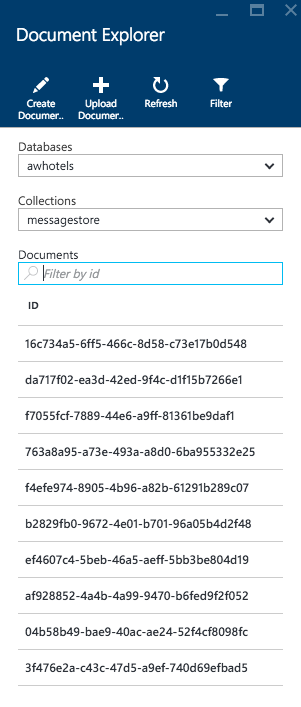 Document Explorer
Create Documer..
Upload Documer..
Refresh
Filter
Databases
awhotels
Collections
messagestore
Documents
Filter by id
ID
16c734a5-6ff5-466c-8d58-c73e17b0d548
da717f02-ea3d-42ed-9f4c-d1f15b7266e1
f7055fcf-7889-44e6-a9ff-81361be9daf1
763a8a95-a73e-493a-a8d0-6ba955332e25
f4efe974-8905-4b96-a82b-61291b289c07
b2829fb0-9672-4e01-b701-96a05b4d2f48
ef4607c4-5beb-46a5-aeff-5bb3be804d19
af928852-4a4b-4a99-9470-b6fed9f2f052
04b58b49-bae9-40ac-ae24-52f4cf8098fc
3f476e2a-c43c-47d5-a9ef-740d69efbad5